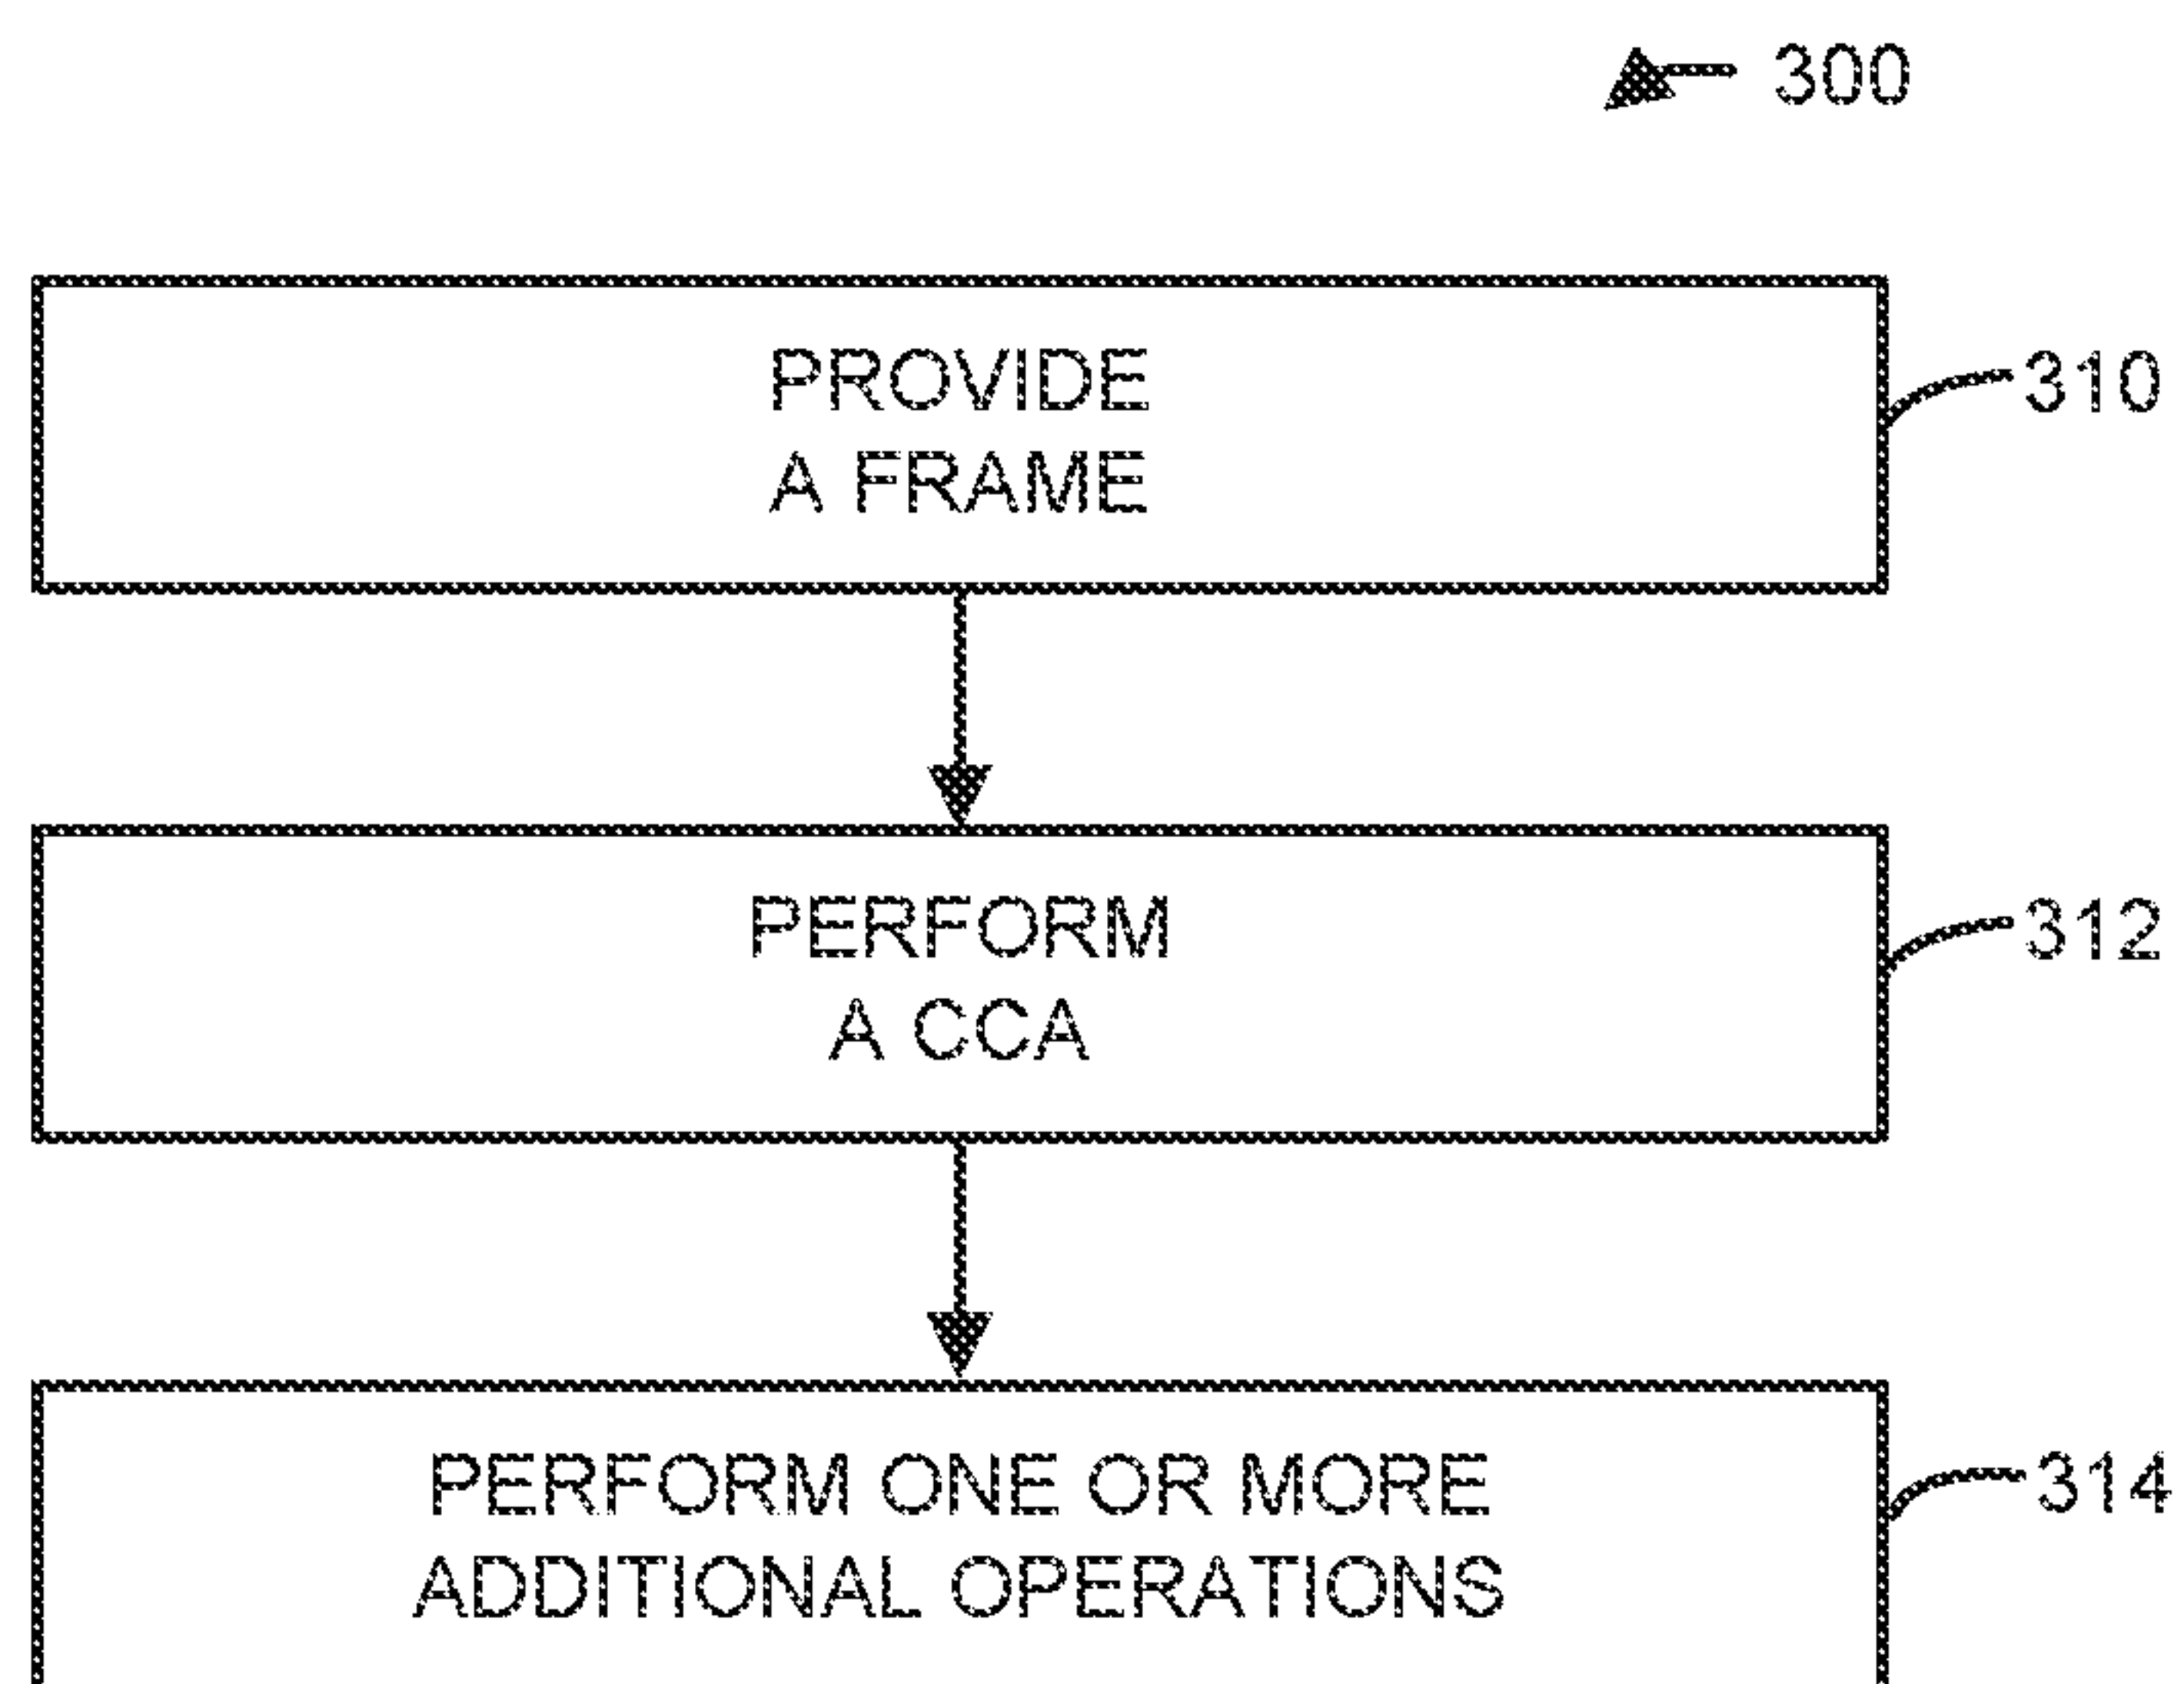 300
PROVIDE
A FRAME
310
PERFORM
A CCA
312
PERFORM ONE OR MORE
ADDITIONAL OPERATIONS
314